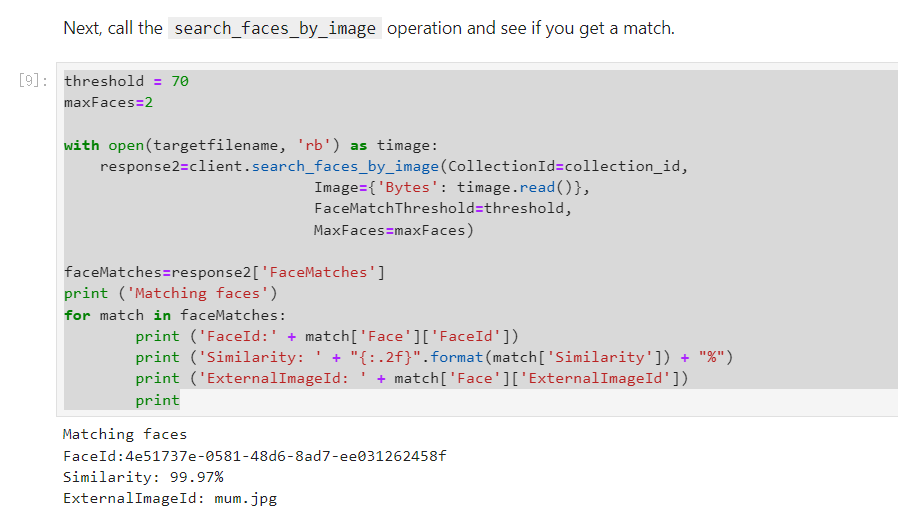 Next, call the search_faces_by_image operation and see if you get a match.
[9]:
threshold = 70
maxFaces=2
with open(targetfilename, 'rb') as timage:
    response2=client.search_faces_by_image(CollectionId=collection_id,
                            Image={'Bytes': timage.read()},
                            FaceMatchThreshold=threshold,
                            MaxFaces=maxFaces)
faceMatches=response2['FaceMatches']
print ('Matching faces')
for match in faceMatches:
        print ('FaceId:' + match['Face']['FaceId'])
        print ('Similarity: ' + "{:.2f}".format(match['Similarity']) + "%")
        print ('ExternalImageId: ' + match['Face']['ExternalImageId'])
        print
Matching faces
FaceId:4e51737e-0581-48d6-8ad7-ee031262458f
Similarity: 99.97%
ExternalImageId: mum.jpg